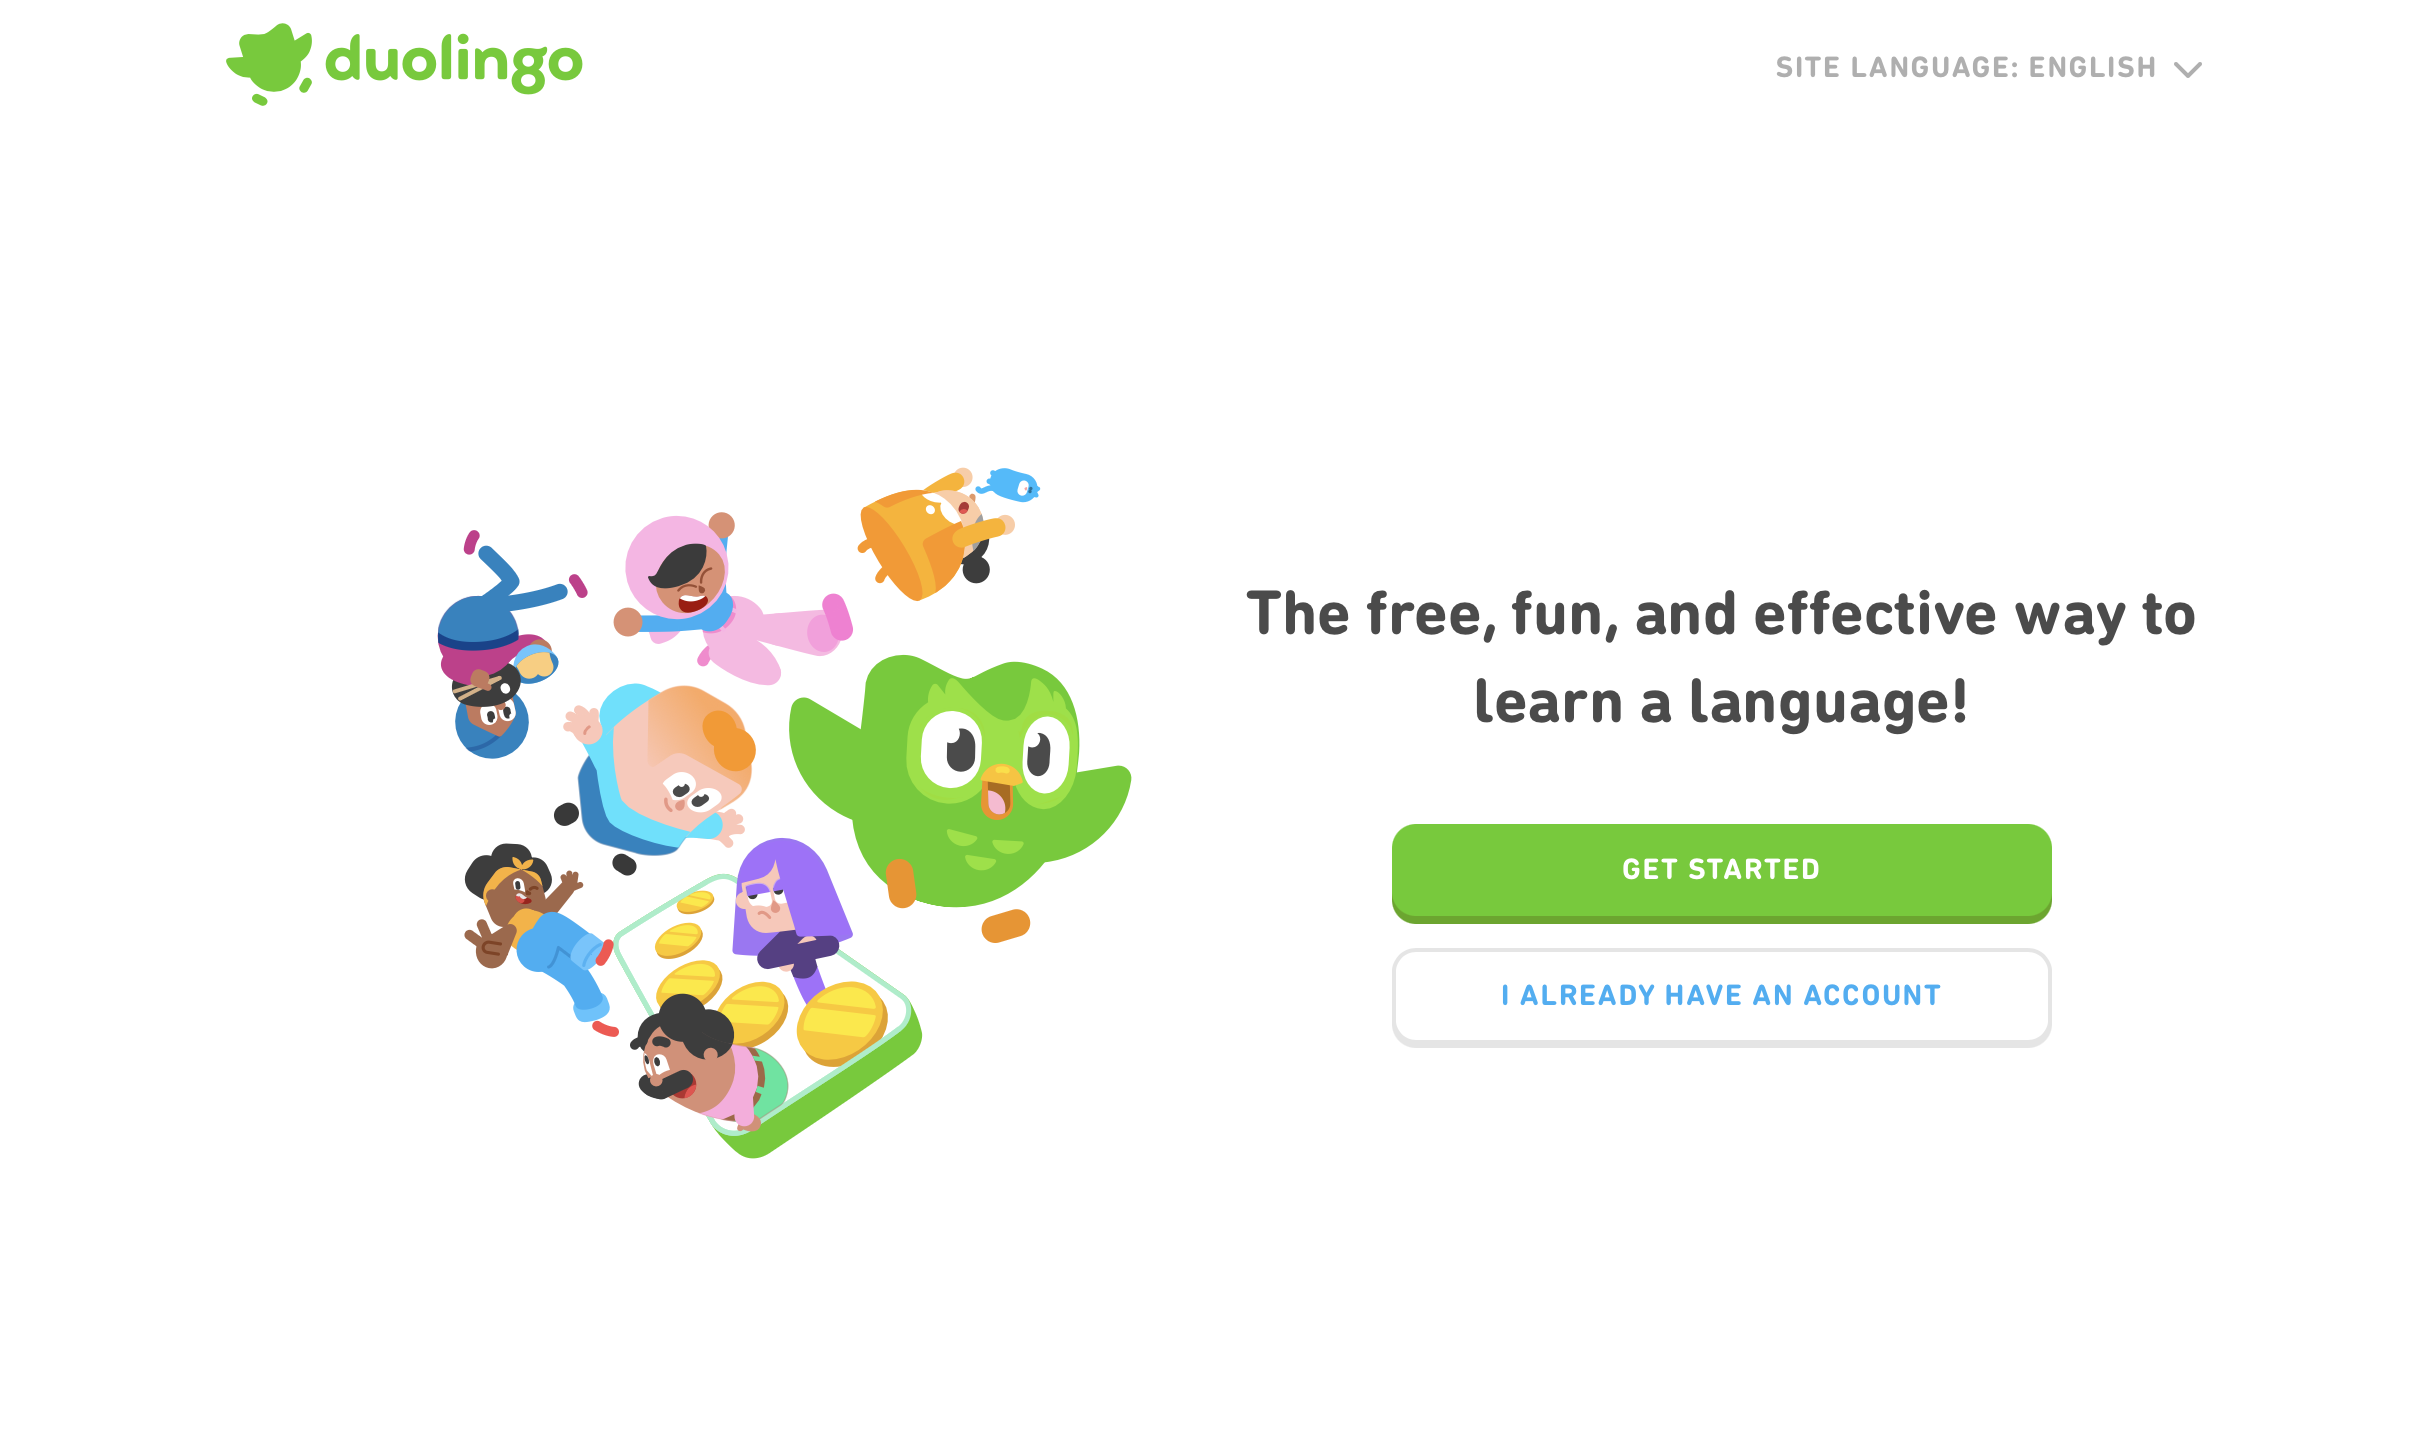 duolingo
SITE LANGUAGE: ENGLISH
The free, fun, and effective way to
learn a language!
GET STARTED
I ALREADY HAVE AN ACCOUNT